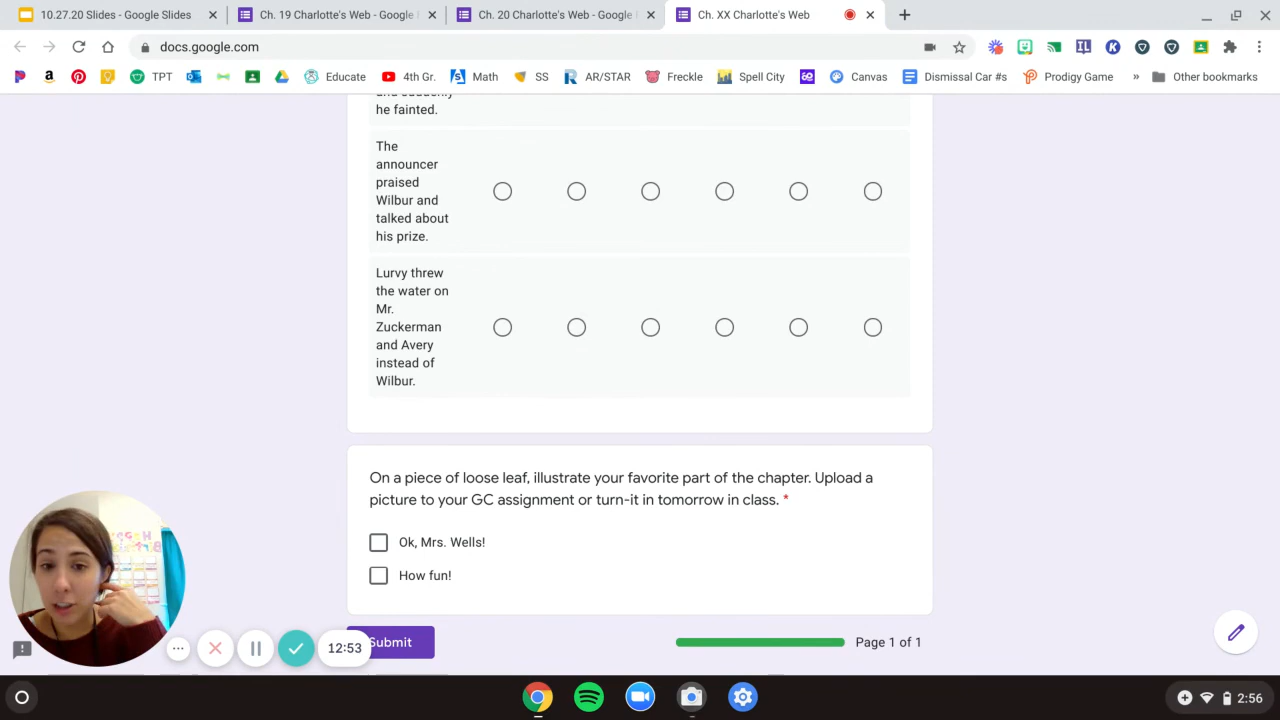 10.27.20 Slides - Google Slides
Ch. 19 Charlotte's Web - Google
Ch. 20 Charlotte's Web - Google
Ch. XX Charlotte's Web
docs.google.com
TPT
Educate
4th Gr.
Math
SS
AR/STAR
Freckle
Spell City
Canvas
Dismissal Car #s
Prodigy Game
» Other bookmarks
he fainted.
The
announcer
praised
Wilbur and
talked about
his prize.
Lurvy threw
the water on
Mr.
Zuckerman
and Avery
instead of
Wilbur.
On a piece of loose leaf, illustrate your favorite part of the chapter. Upload a
picture to your GC assignment or turn-it in tomorrow in class. *
Ok, Mrs. Wells!
How fun!
12:53
Submit
Page 1 of 1
2:56